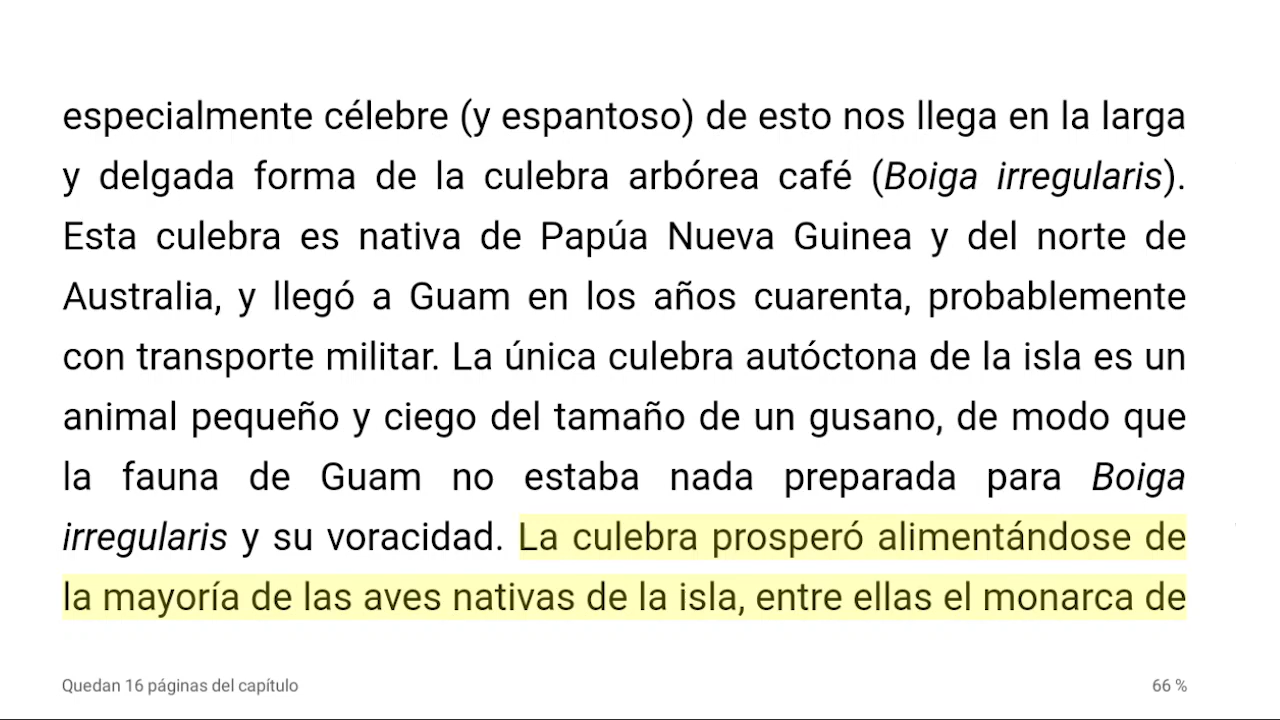 especialmente célebre (y espantoso) de esto nos llega en la larga
y delgada forma de la culebra arbórea café (Boiga irregularis).
Esta culebra es nativa de Papúa Nueva Guinea y del norte de
Australia, y llegó a Guam en los años cuarenta, probablemente
con transporte militar. La única culebra autóctona de la isla es un
animal pequeño y ciego del tamaño de un gusano, de modo que
la fauna de Guam no estaba nada preparada para Boiga
irregularis y su voracidad. La culebra prosperó alimentándose de
la mayoría de las aves nativas de la isla, entre ellas el monarca de
Quedan 16 páginas del capítulo
66 %